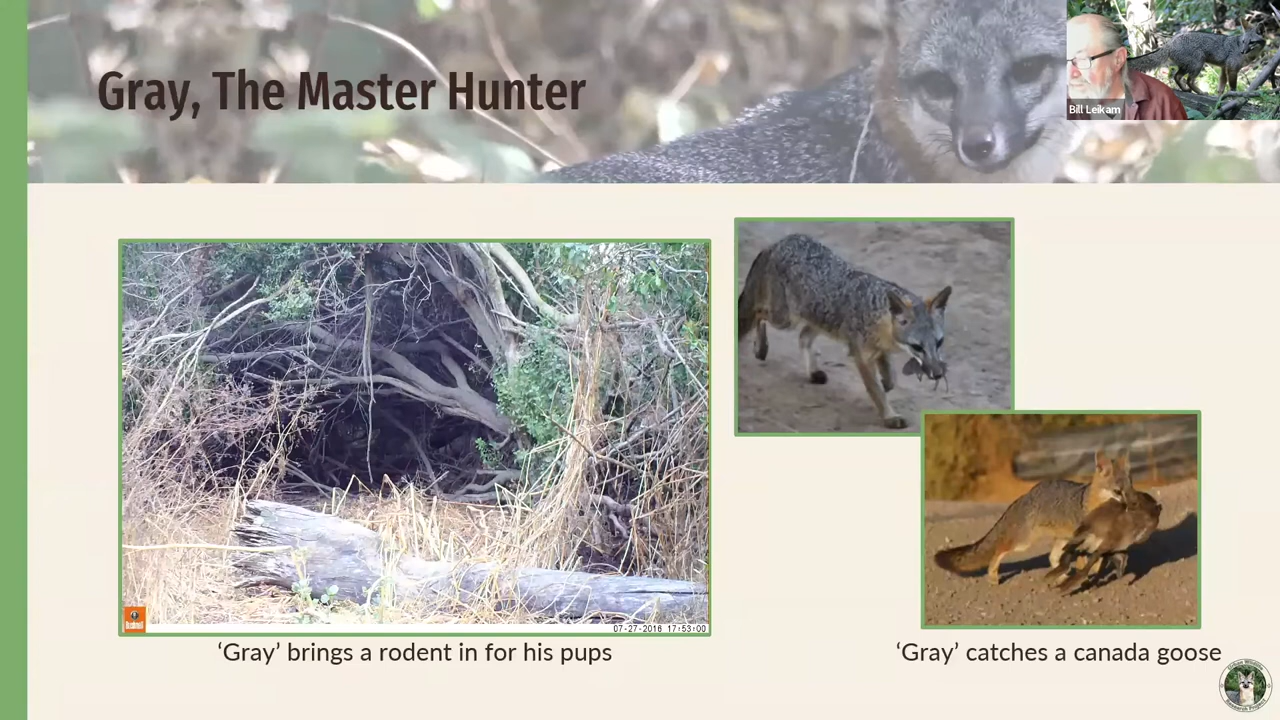 Gray, The Master Hunter
Bill Leikam
07-27-2016 17:53:00
‘Gray’ brings a rodent in for his pups
‘Gray’ catches a canada goose